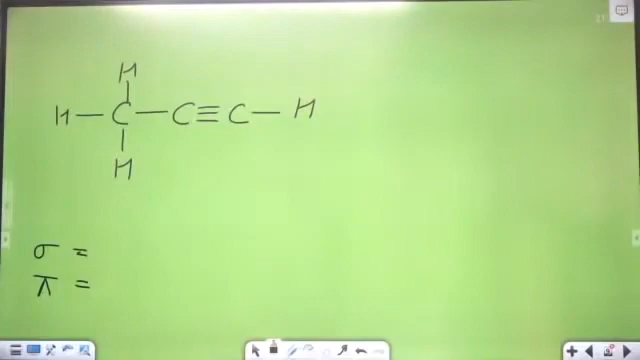 H
H—C—C≡C—H
H
σ =
π =